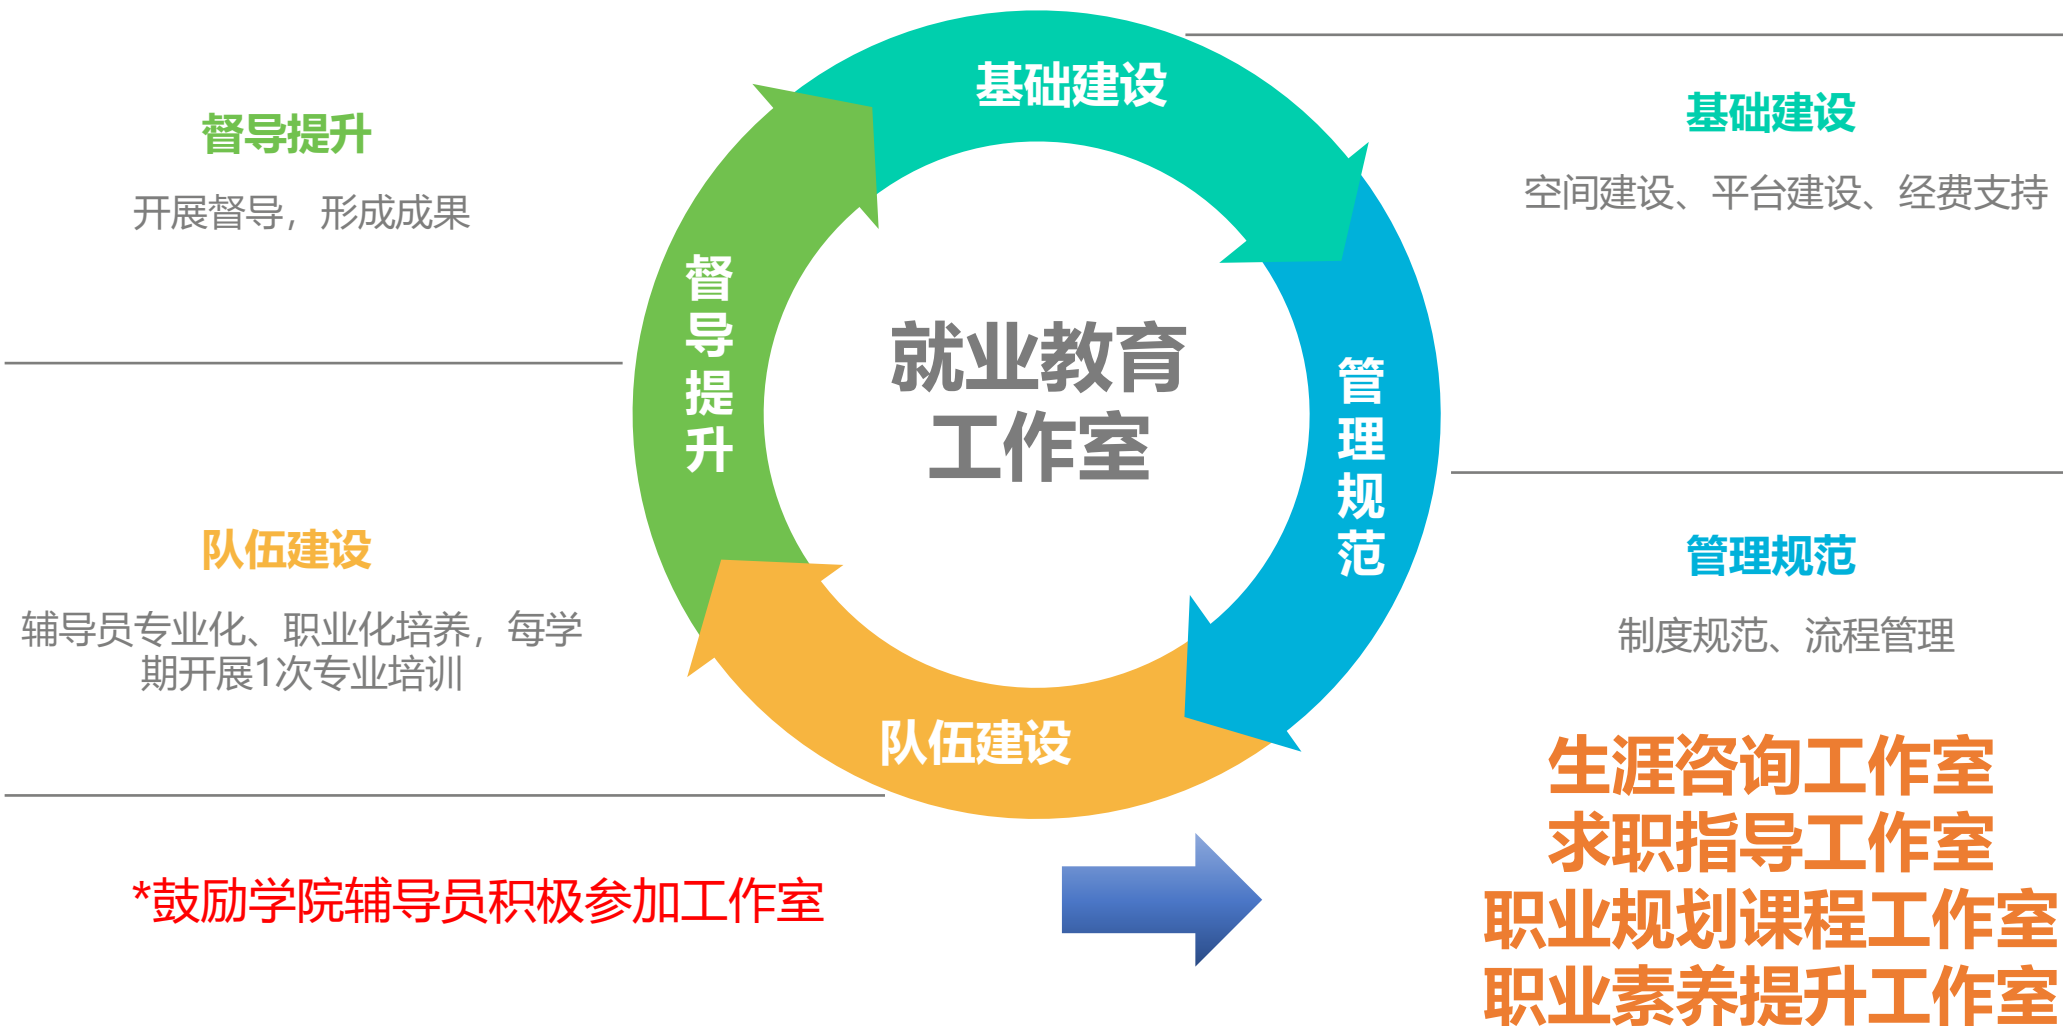 基础建设
督导提升
开展督导，形成成果
基础建设
空间建设、平台建设、经费支持
督导提升
就业教育
工作室
管理规范
队伍建设
辅导员专业化、职业化培养，每学
期开展1次专业培训
管理规范
制度规范、流程管理
队伍建设
*鼓励学院辅导员积极参加工作室
生涯咨询工作室
求职指导工作室
职业规划课程工作室
职业素养提升工作室